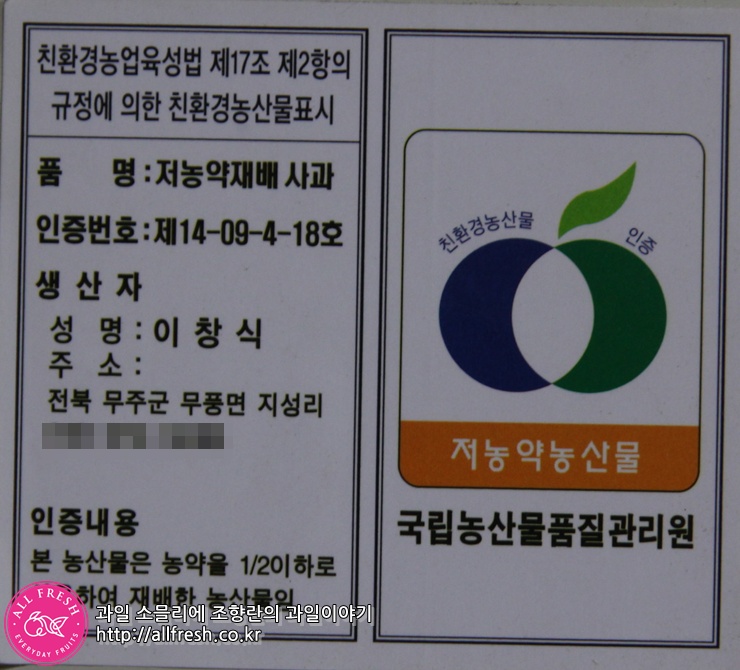 친환경농업육성법 제17조 제2항의
규정에 의한 친환경농산물표시
품 명 : 저농약재배 사과
인증번호 : 제14-09-4-18호
생 산 자
성 명 : 이 창 식
주 소 :
전북 무주군 무풍면 지성리
인증내용
본 농산물은 농약을 1/2이하로
하여 재배한 농산물임
친환경농산물 인증
저농약농산물
국립농산물품질관리원
ALL FRESH
EVERYDAY FRUITS
과일 소믈리에 조향란의 과일이야기
http://allfresh.co.kr